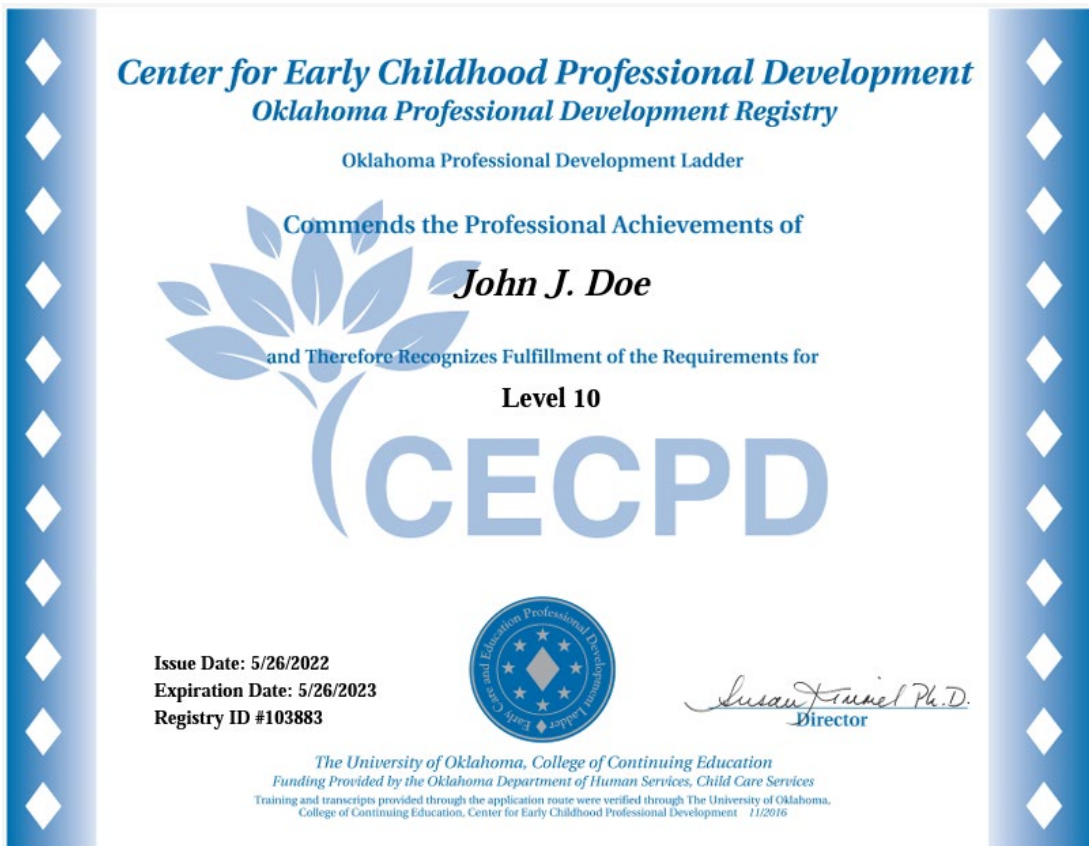 Center for Early Childhood Professional Development
Oklahoma Professional Development Registry
Oklahoma Professional Development Ladder
Commends the Professional Achievements of
John J. Doe
and Therefore Recognizes Fulfillment of the Requirements for
Level 10
CECPD
Early Care and Education Professional Development Ladder
Issue Date: 5/26/2022
Expiration Date: 5/26/2023
Registry ID #103883
Susan Kimmel Ph.D.
Director
The University of Oklahoma, College of Continuing Education
Funding Provided by the Oklahoma Department of Human Services, Child Care Services
Training and transcripts provided through the application route were verified through The University of Oklahoma,
College of Continuing Education, Center for Early Childhood Professional Development 11/2016